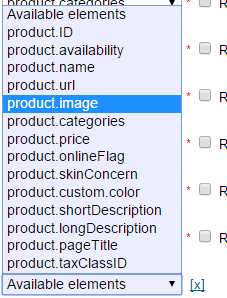 product.categories
Available elements
product.ID
product.availability
* R
product.name
product.url
* R
product.image
product.categories
* R
product.price
product.onlineFlag
* R
product.skinConcern
product.custom.color
* R
product.shortDescription
product.longDescription
product.pageTitle
* R
product.taxClassID
Available elements ▼ [x]